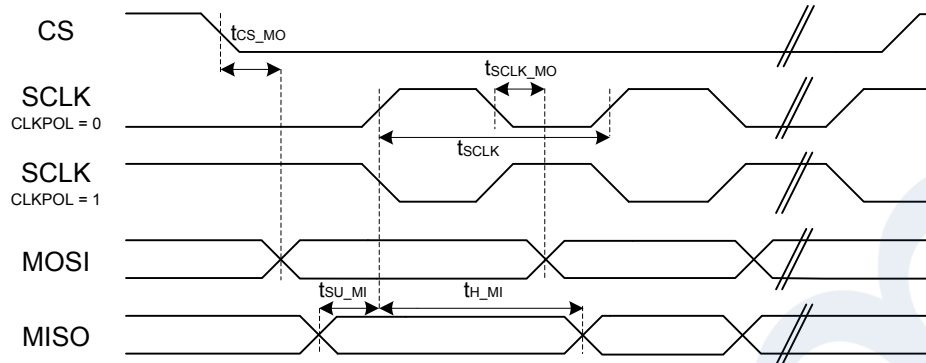 CS
tCS_MO
SCLK
CLKPOL = 0
tSCLK_MO
tSCLK
SCLK
CLKPOL = 1
MOSI
tSU_MI
tH_MI
MISO